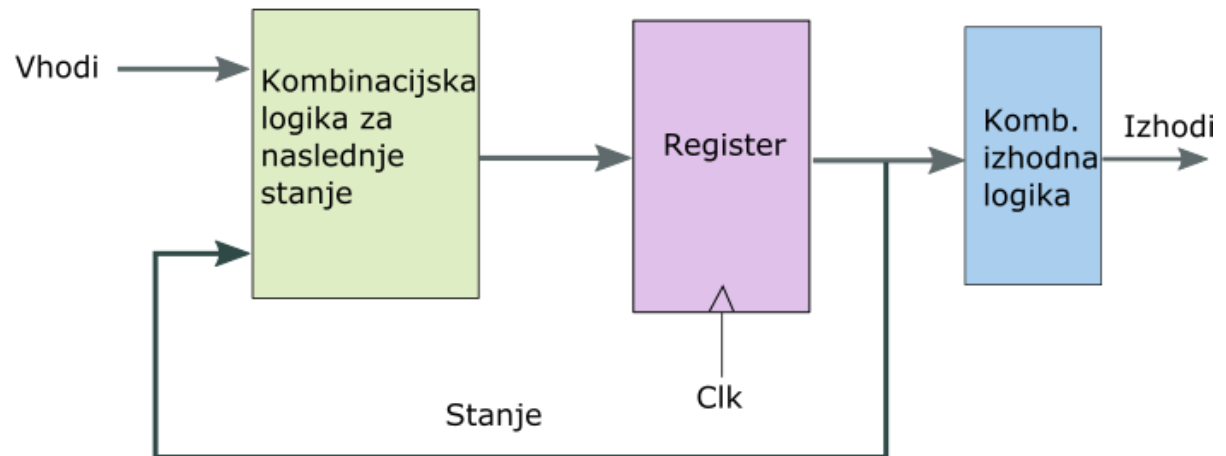 Vhodi
Kombinacijska
logika za
naslednje
stanje
Register
Komb.
izhodna
logika
Izhodi
Clk
Stanje